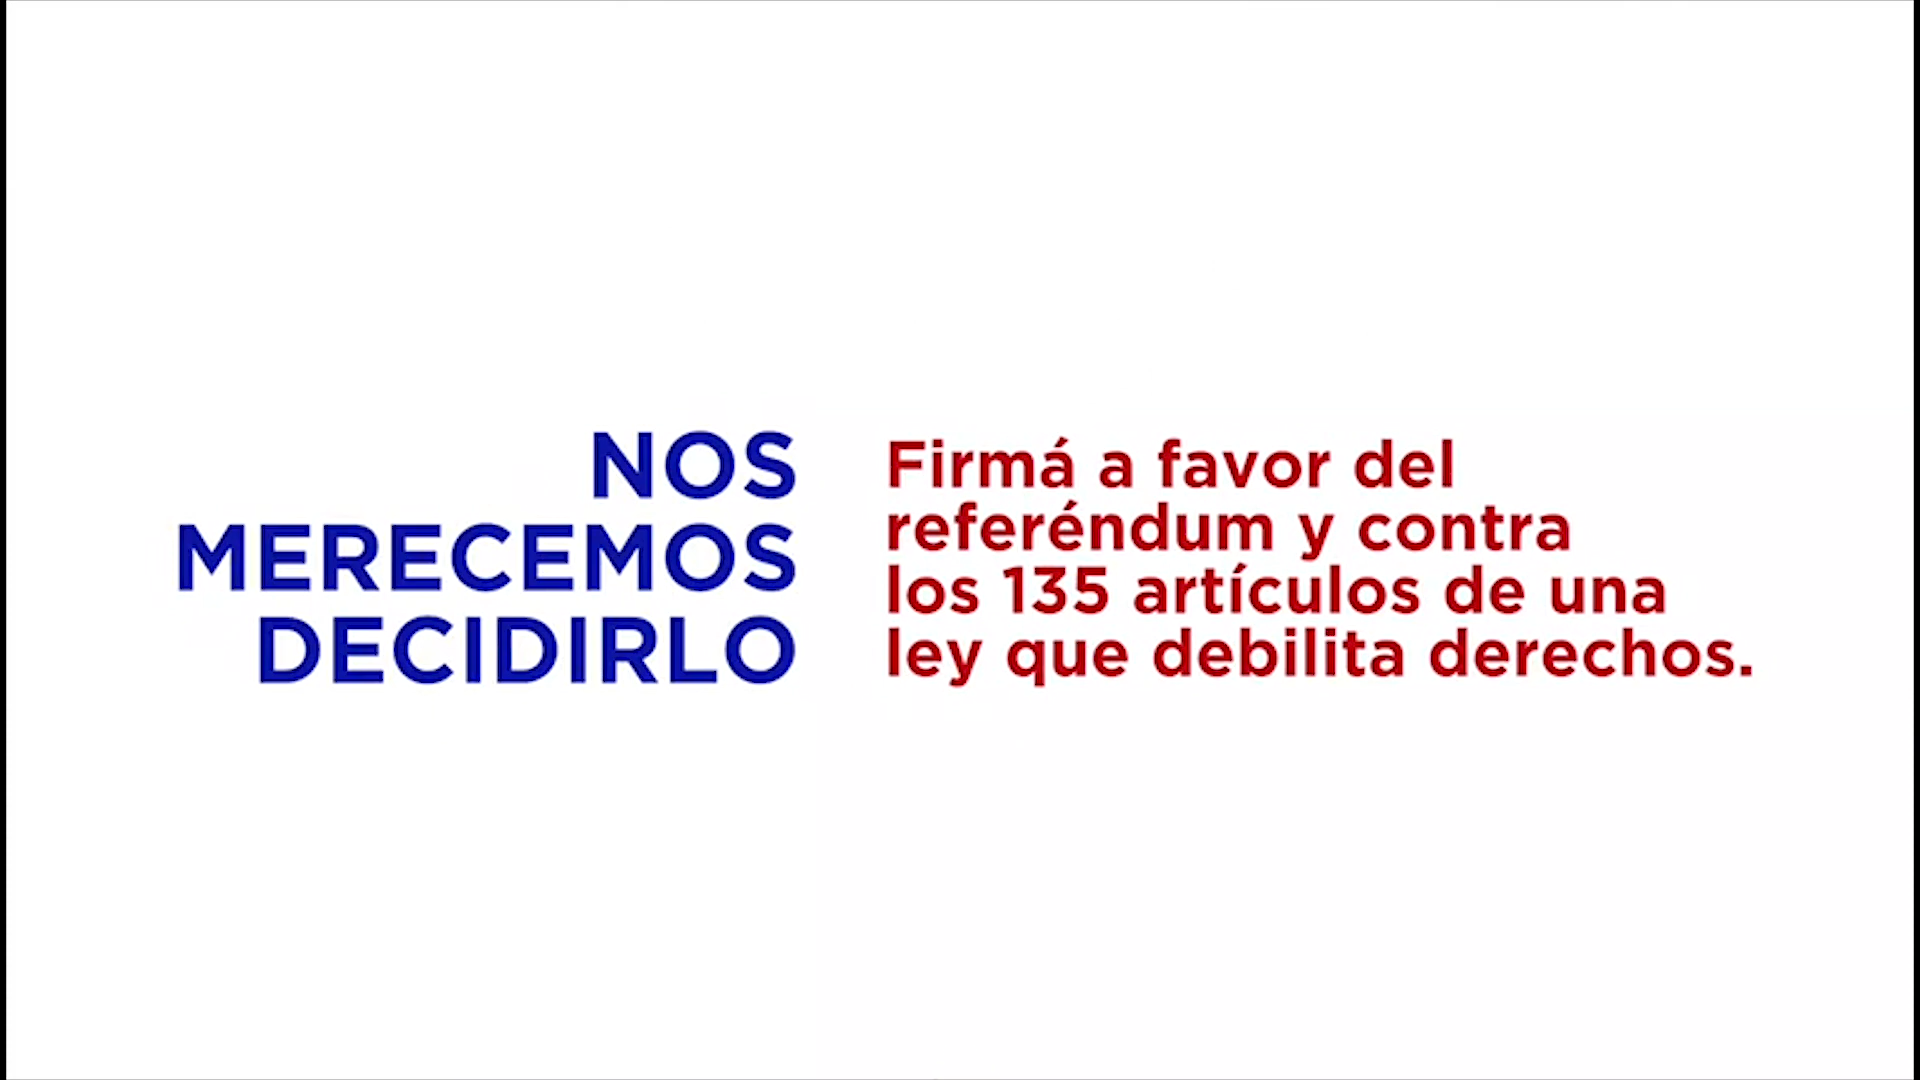 NOS
MERECEMOS
DECIDIRLO
Firmá a favor del
referéndum y contra
los 135 artículos de una
ley que debilita derechos.